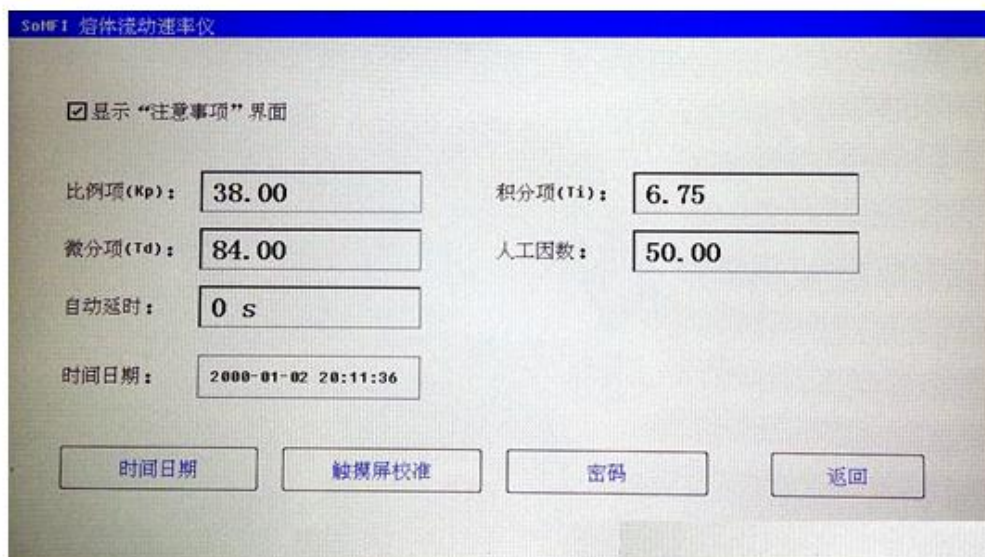 SoMFI 熔体流动速率仪
显示“注意事项”界面
比例项(Kp): 38.00 积分项(Ti): 6.75
微分项(Td): 84.00 人工因数: 50.00
自动延时: 0 s
时间日期: 2000-01-02 20:11:36
时间日期 触摸屏校准 密码 返回